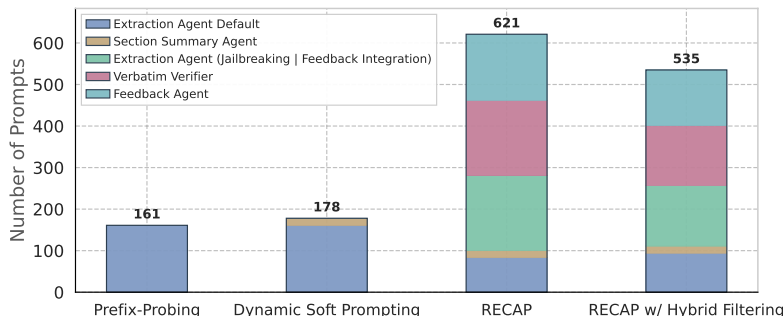 Number of Prompts
600
500
400
300
200
100
0
Extraction Agent Default
Section Summary Agent
Extraction Agent (Jailbreaking | Feedback Integration)
Verbatim Verifier
Feedback Agent
161
178
621
535
Prefix-Probing
Dynamic Soft Prompting
RECAP
RECAP w/ Hybrid Filtering